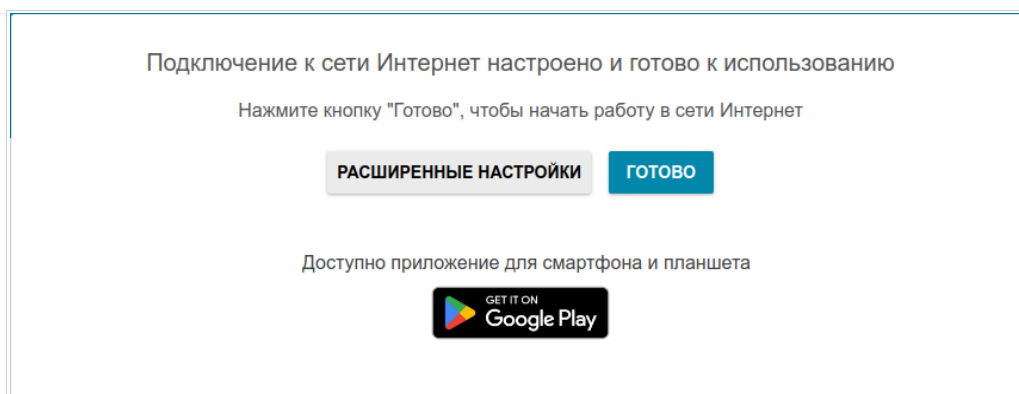 Подключение к сети Интернет настроено и готово к использованию
Нажмите кнопку "Готово", чтобы начать работу в сети Интернет
РАСШИРЕННЫЕ НАСТРОЙКИ ГОТОВО
Доступно приложение для смартфона и планшета
GET IT ON
Google Play